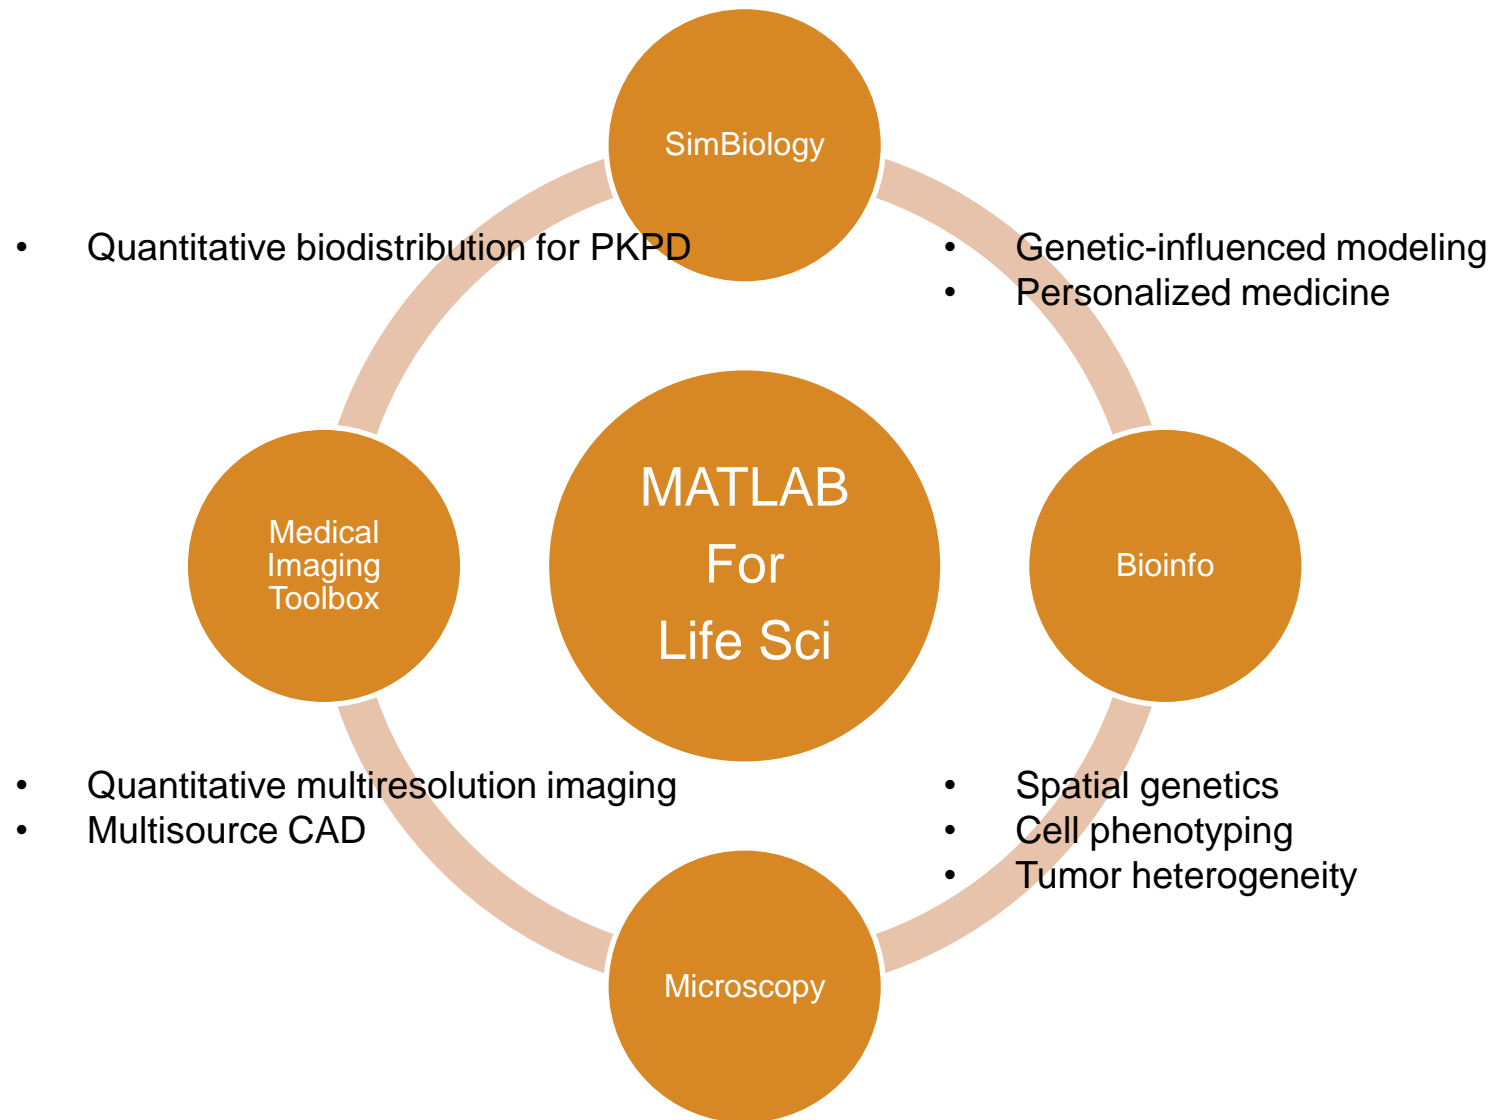 SimBiology
• Quantitative biodistribution for PKPD
• Genetic-influenced modeling
• Personalized medicine
MATLAB
For
Life Sci
Medical
Imaging
Toolbox
Bioinfo
• Quantitative multiresolution imaging
• Multisource CAD
• Spatial genetics
• Cell phenotyping
• Tumor heterogeneity
Microscopy